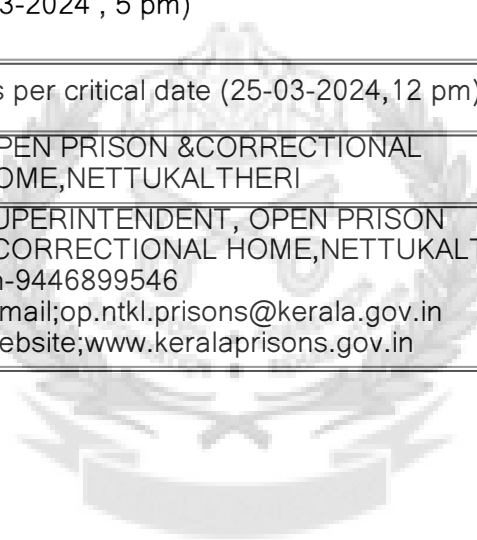 3-2024 , 5 pm)
s per critical date (25-03-2024,12 pm)
PEN PRISON &CORRECTIONAL
OME,NETTUKALTHERI
UPERINTENDENT, OPEN PRISON
CORRECTIONAL HOME,NETTUKALT
-9446899546
mail;op.ntkl.prisons@kerala.gov.in
ebsite;www.keralaprisons.gov.in